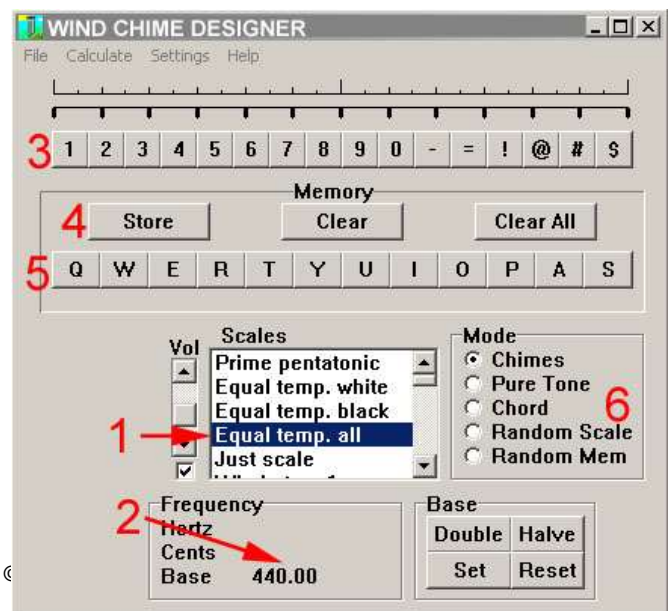 WIND CHIME DESIGNER
File Calculate Settings Help
3 1 2 3 4 5 6 7 8 9 0 - = ! @ # $
Memory
4 Store Clear Clear All
5 Q W E R T Y U I O P A S
Vol Scales Mode
Prime pentatonic Chimes
Equal temp. white Pure Tone
Equal temp. black Chord 6
1 Equal temp. all Random Scale
Just scale Random Mem
Frequency Base
2 Hertz Double Halve
Cents
Base 440.00 Set Reset
©